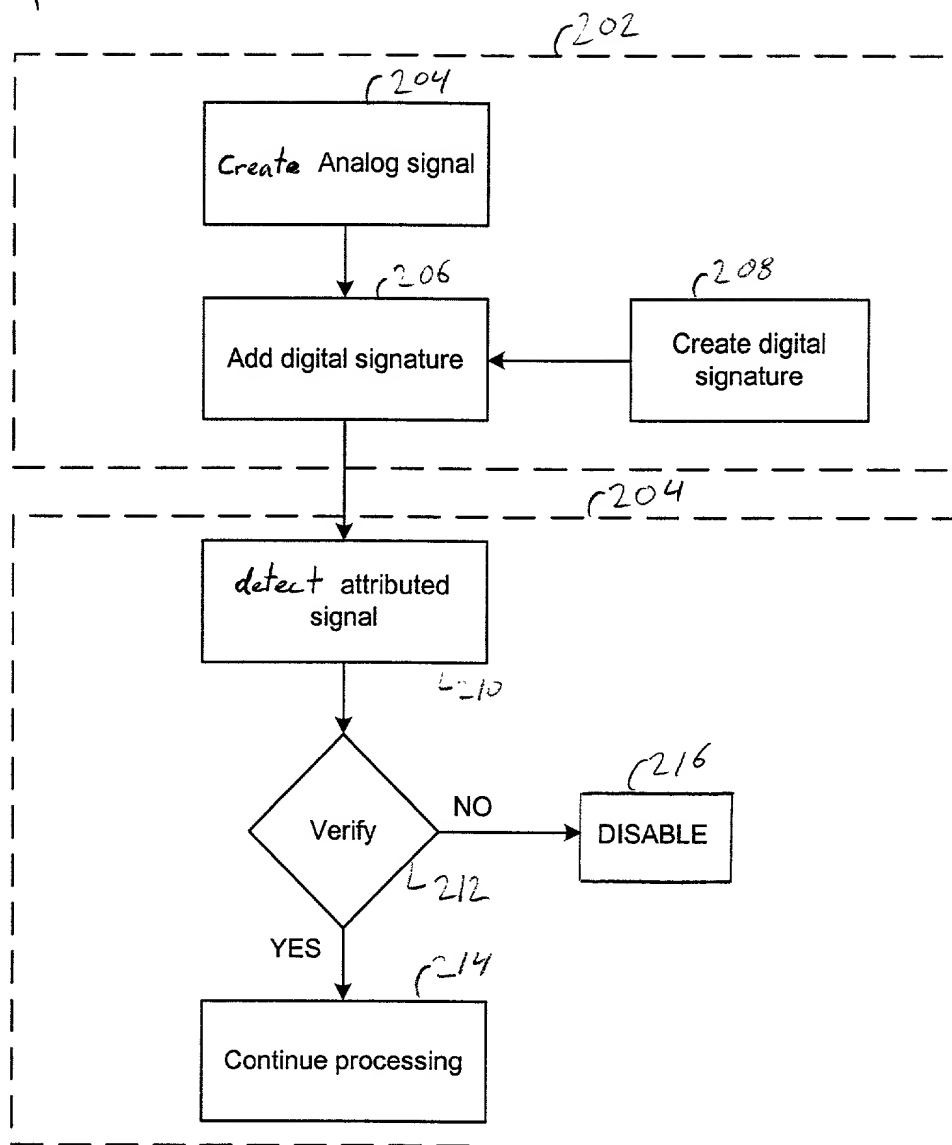 202
204
Create Analog signal
206
208
Add digital signature
Create digital
signature
204
detect attributed
signal
210
216
Verify
NO
DISABLE
212
YES
214
Continue processing